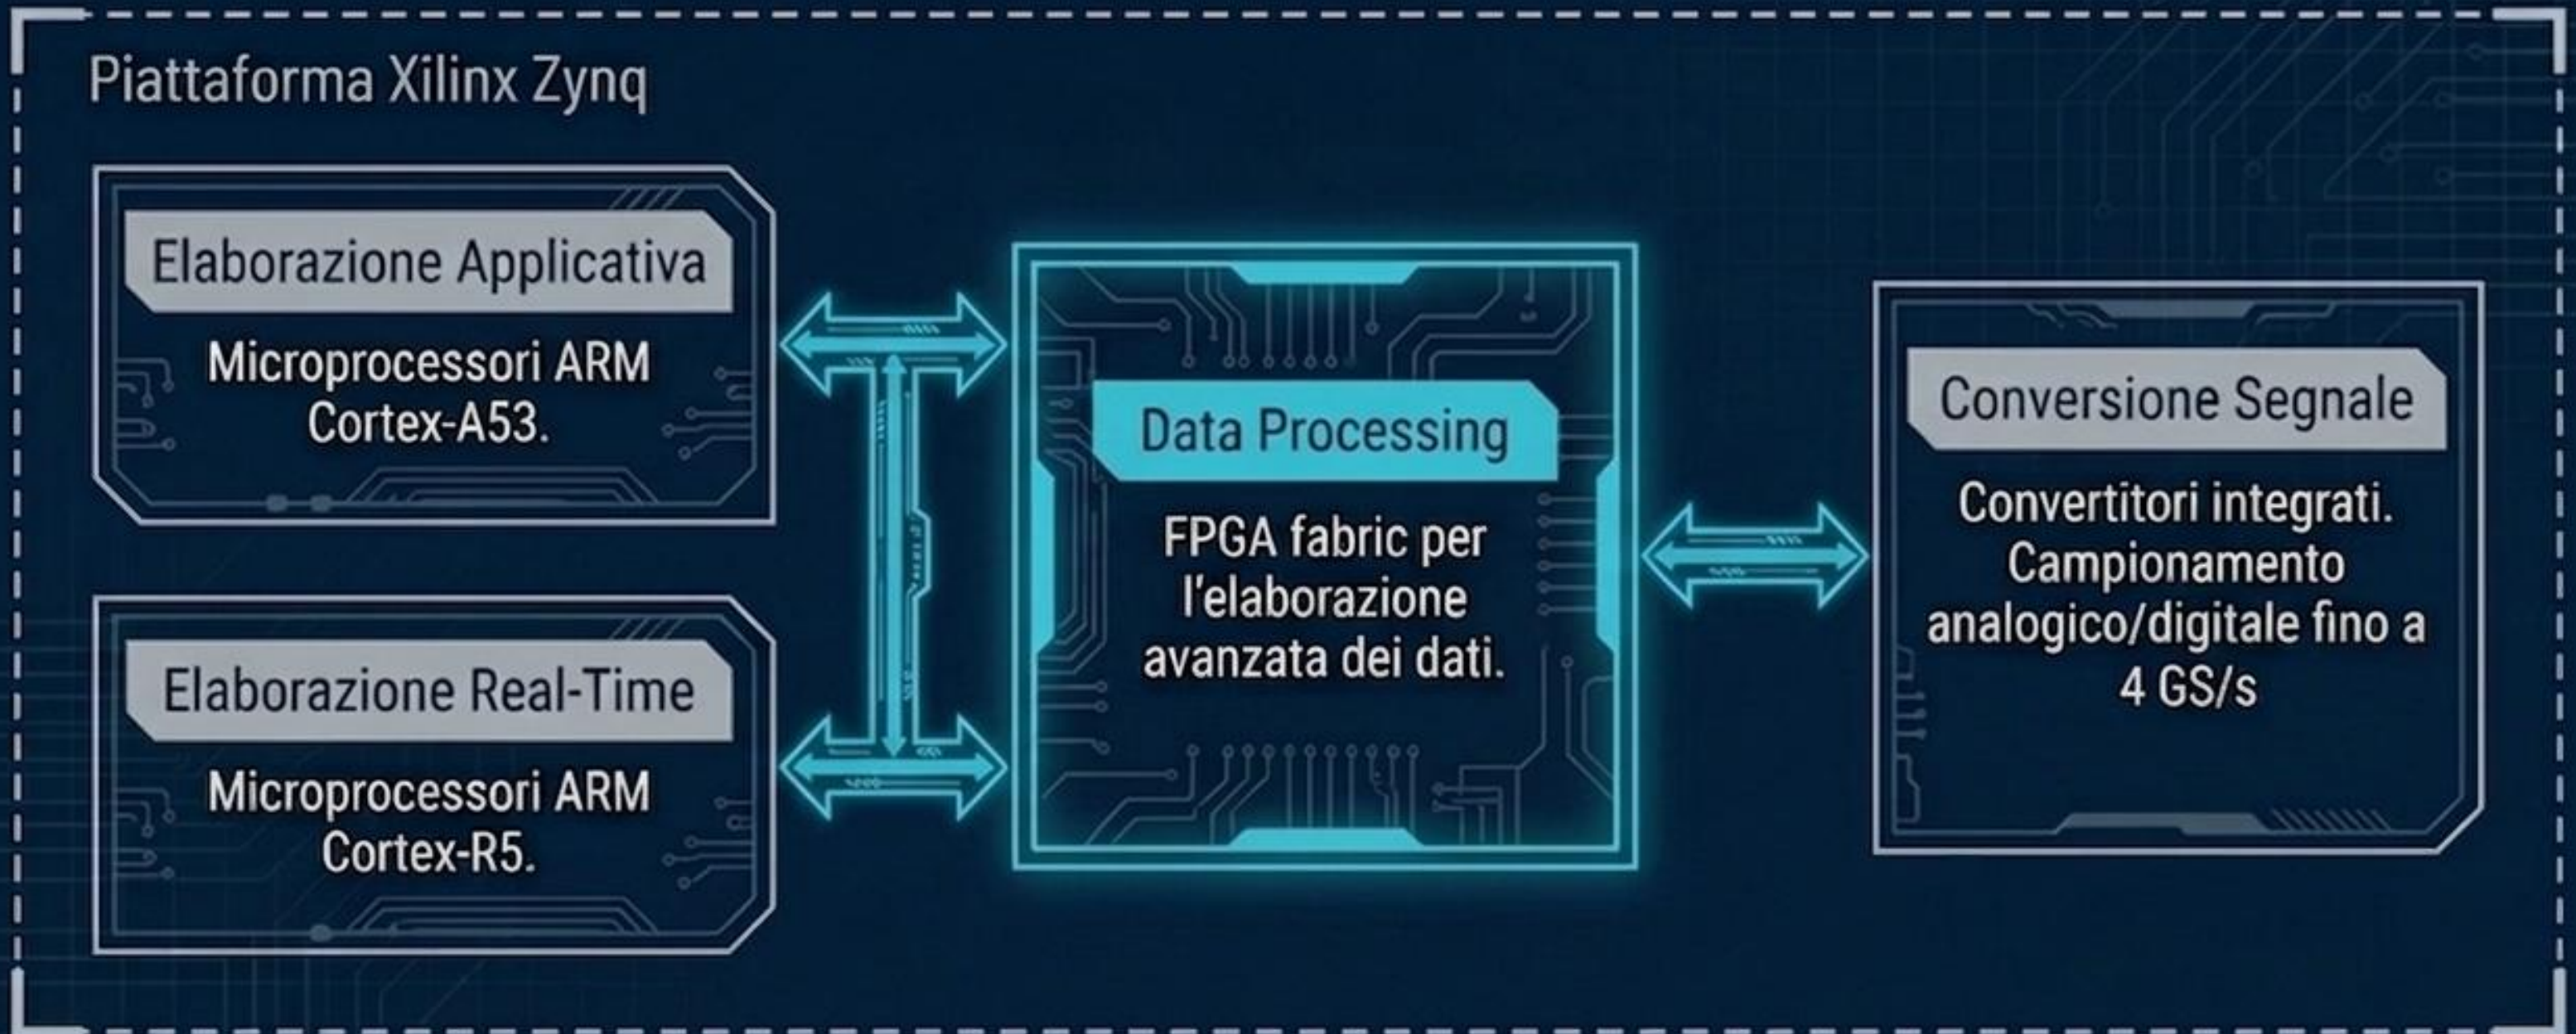 Piattaforma Xilinx Zynq
Elaborazione Applicativa
Microprocessori ARM
Cortex-A53.
Elaborazione Real-Time
Microprocessori ARM
Cortex-R5.
Data Processing
FPGA fabric per
l'elaborazione
avanzata dei dati.
Conversione Segnale
Convertitori integrati.
Campionamento
analogico/digitale fino a
4 GS/s